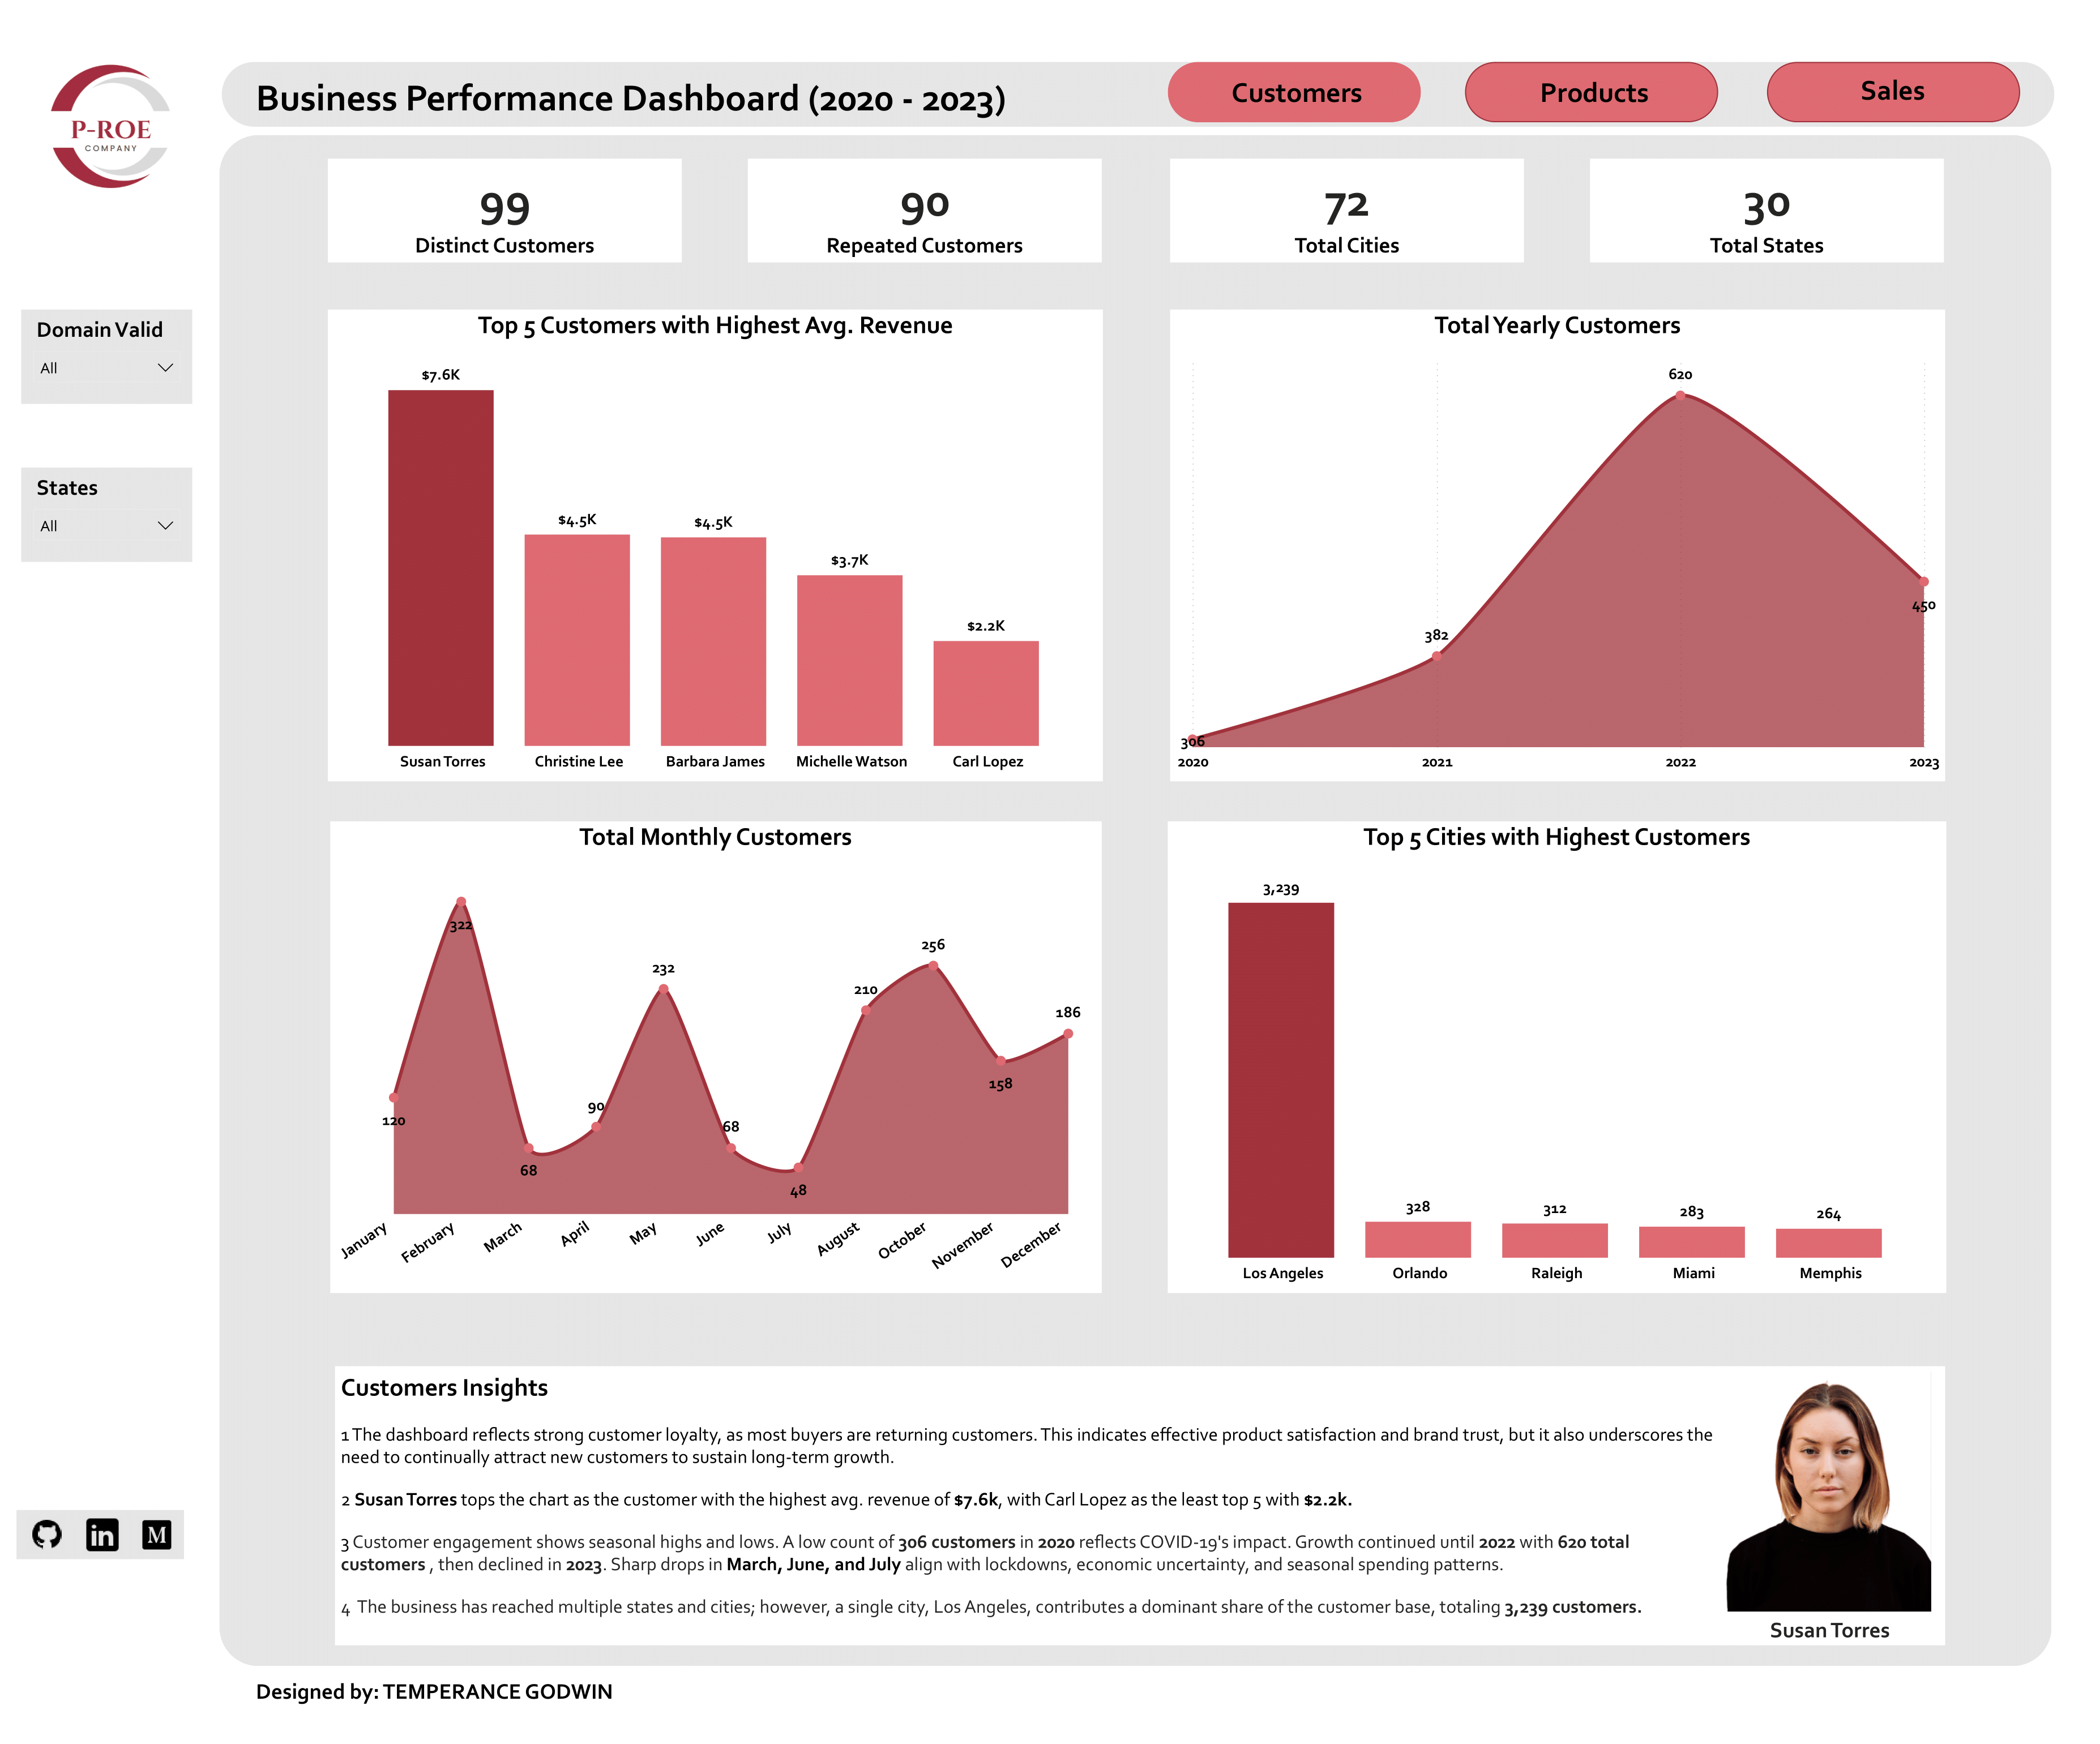 P-ROE
COMPANY
Business Performance Dashboard (2020 - 2023)
Customers
Products
Sales
99
Distinct Customers
90
Repeated Customers
72
Total Cities
30
Total States
Domain Valid
All
States
All
Top 5 Customers with Highest Avg. Revenue
$7.6K
$4.5K
$4.5K
$3.7K
$2.2K
Susan Torres
Christine Lee
Barbara James
Michelle Watson
Carl Lopez
Total Yearly Customers
620
450
382
306
2020
2021
2022
2023
Total Monthly Customers
120
322
68
90
232
68
48
210
256
158
186
January
February
March
April
May
June
July
August
October
November
December
Top 5 Cities with Highest Customers
3,239
328
312
283
264
Los Angeles
Orlando
Raleigh
Miami
Memphis
Customers Insights
1 The dashboard reflects strong customer loyalty, as most buyers are returning customers. This indicates effective product satisfaction and brand trust, but it also underscores the
need to continually attract new customers to sustain long-term growth.
2 Susan Torres tops the chart as the customer with the highest avg. revenue of $7.6k, with Carl Lopez as the least top 5 with $2.2k.
3 Customer engagement shows seasonal highs and lows. A low count of 306 customers in 2020 reflects COVID-19's impact. Growth continued until 2022 with 620 total
customers , then declined in 2023. Sharp drops in March, June, and July align with lockdowns, economic uncertainty, and seasonal spending patterns.
4 The business has reached multiple states and cities; however, a single city, Los Angeles, contributes a dominant share of the customer base, totaling 3,239 customers.
Susan Torres
in
M
Designed by: TEMPERANCE GODWIN